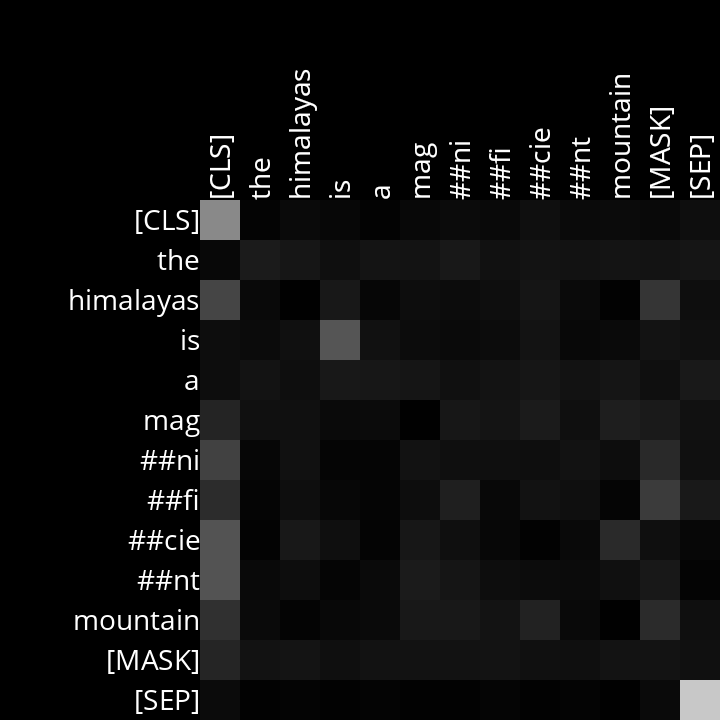 [CLS] the himalayas is a mag ##ni ##fi ##cie ##nt mountain [MASK] [SEP]
[CLS]
the
himalayas
is
a
mag
##ni
##fi
##cie
##nt
mountain
[MASK]
[SEP]